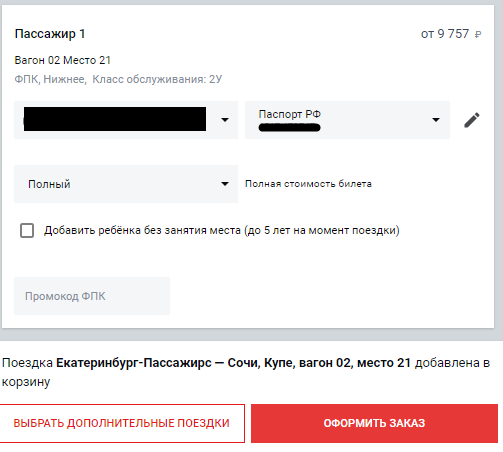 Пассажир 1
от 9 757 ₽
Вагон 02 Место 21
ФПК, Нижнее, Класс обслуживания: 2У
Паспорт РФ
Полный
Полная стоимость билета
Добавить ребёнка без занятия места (до 5 лет на момент поездки)
Промокод ФПК
Поездка Екатеринбург-Пассажирс — Сочи, Купе, вагон 02, место 21 добавлена в
корзину
ВЫБРАТЬ ДОПОЛНИТЕЛЬНЫЕ ПОЕЗДКИ
ОФОРМИТЬ ЗАКАЗ